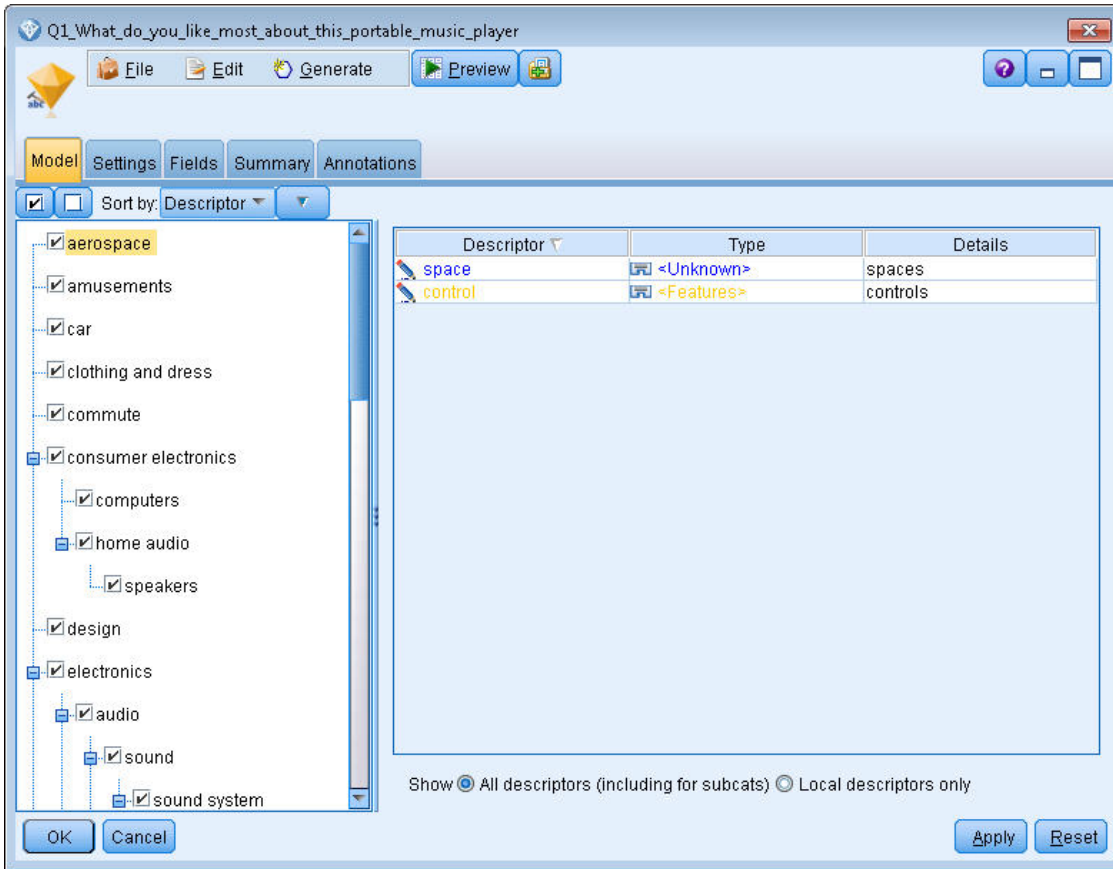 Q1_What_do_you_like_most_about_this_portable_music_player
File Edit Generate Preview
abc
Model Settings Fields Summary Annotations
Sort by: Descriptor
aerospace
amusements
car
clothing and dress
commute
consumer electronics
computers
home audio
speakers
design
electronics
audio
sound
sound system
Descriptor Type Details
space <Unknown> spaces
control <Features> controls
Show All descriptors (including for subcats) Local descriptors only
OK Cancel Apply Reset